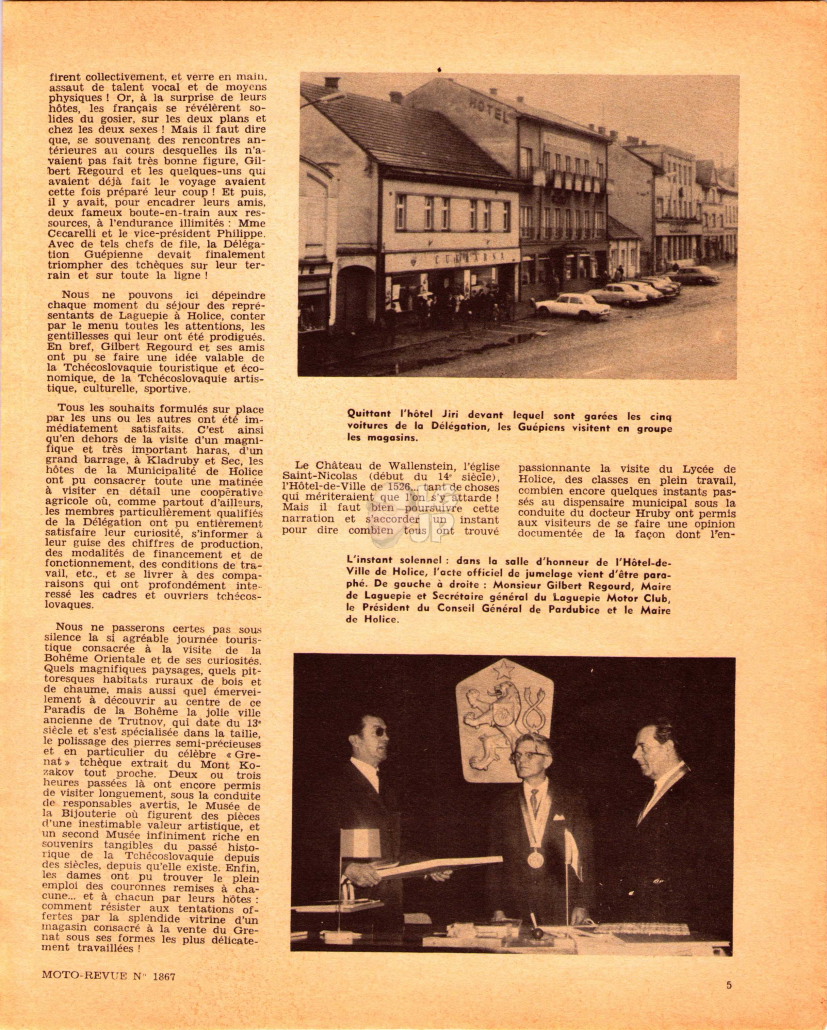 firent collectivement, et verre en main,
assaut de talent vocal et de moyens
physiques ! Or, à la surprise de leurs
hôtes, les français se révélèrent so-
lides du gosier, sur les deux plans et
chez les deux sexes ! Mais il faut dire
que, se souvenant des rencontres an-
térieures au cours desquelles ils n'a-
vaient pas fait très bonne figure, Gil-
bert Regourd et les quelques-uns qui
avaient déjà fait le voyage avaient
cette fois préparé leur coup ! Et puis,
il y avait, pour encadrer leurs amis,
deux fameux boute-en-train aux res-
sources, à l'endurance illimités : Mme
Cecarelli et le vice-président Philippe.
Avec de tels chefs de file, la Déléga-
tion Guépienne devait finalement
triompher des tchèques sur leur ter-
rain et sur toute la ligne !
Nous ne pouvons ici dépeindre
chaque moment du séjour des repré-
sentants de Laguepie à Holice, conter
par le menu toutes les attentions, les
gentillesses qui leur ont été prodigués.
En bref, Gilbert Regourd et ses amis
ont pu se faire une idée valable de
la Tchécoslovaquie touristique et éco-
nomique, de la Tchécoslovaquie artis-
tique, culturelle, sportive.
Tous les souhaits formulés sur place
par les uns ou les autres ont été im-
médiatement satisfaits. C'est ainsi
qu'en dehors de la visite d'un magni-
fique et très important haras, d'un
grand barrage, à Kladruby et Sec, les
hôtes de la Municipalité de Holice
ont pu consacrer toute une matinée
à visiter en détail une coopérative
agricole où, comme partout d'ailleurs,
les membres particulièrement qualifiés
de la Délégation ont pu entièrement
satisfaire leur curiosité, s'informer à
leur guise des chiffres de production,
des modalités de financement et de
fonctionnement, des conditions de tra-
vail, etc., et se livrer à des compa-
raisons qui ont profondément inté-
ressé les cadres et ouvriers tchécos-
lovaques.
Nous ne passerons certes pas sous
silence la si agréable journée touris-
tique consacrée à la visite de la
Bohême Orientale et de ses curiosités.
Quels magnifiques paysages, quels pit-
toresques habitats ruraux de bois et
de chaume, mais aussi quel émervei-
lement à découvrir au centre de ce
Paradis de la Bohême la jolie ville
ancienne de Trutnov, qui date du 13e
siècle et s'est spécialisée dans la taille,
le polissage des pierres semi-précieuses
et en particulier du célèbre « Gre-
nat » tchèque extrait du Mont Ko-
zakov tout proche. Deux ou trois
heures passées là ont encore permis
de visiter longuement, sous la conduite
de responsables avertis, le Musée de
la Bijouterie où figurent des pièces
d'une inestimable valeur artistique, et
un second Musée infiniment riche en
souvenirs tangibles du passé histo-
rique de la Tchécoslovaquie depuis
des siècles, depuis qu'elle existe. Enfin,
les dames ont pu trouver le plein
emploi des couronnes remises à cha-
cune... et à chacun par leurs hôtes :
comment résister aux tentations of-
fertes par la splendide vitrine d'un
magasin consacré à la vente du Gre-
nat sous ses formes les plus délicate-
ment travaillées !
HOTEL
CUKRARNA
Quittant l'hôtel Jiri devant lequel sont garées les cinq
voitures de la Délégation, les Guépiens visitent en groupe
les magasins.
Le Château de Wallenstein, l'église
Saint-Nicolas (début du 14e siècle),
l'Hôtel-de-Ville de 1526... tant de choses
qui mériteraient que l'on s'y attarde !
Mais il faut bien poursuivre cette
narration et s'accorder un instant
pour dire combien tous ont trouvé
passionnante la visite du Lycée de
Holice, des classes en plein travail,
combien encore quelques instants pas-
sés au dispensaire municipal sous la
conduite du docteur Hruby ont permis
aux visiteurs de se faire une opinion
documentée de la façon dont l'en-
L'instant solennel : dans la salle d'honneur de l'Hôtel-de-
Ville de Holice, l'acte officiel de jumelage vient d'être para-
phé. De gauche à droite : Monsieur Gilbert Regourd, Maire
de Laguepie et Secrétaire général du Laguepie Motor Club,
le Président du Conseil Général de Pardubice et le Maire
de Holice.
MOTO-REVUE N° 1867
5